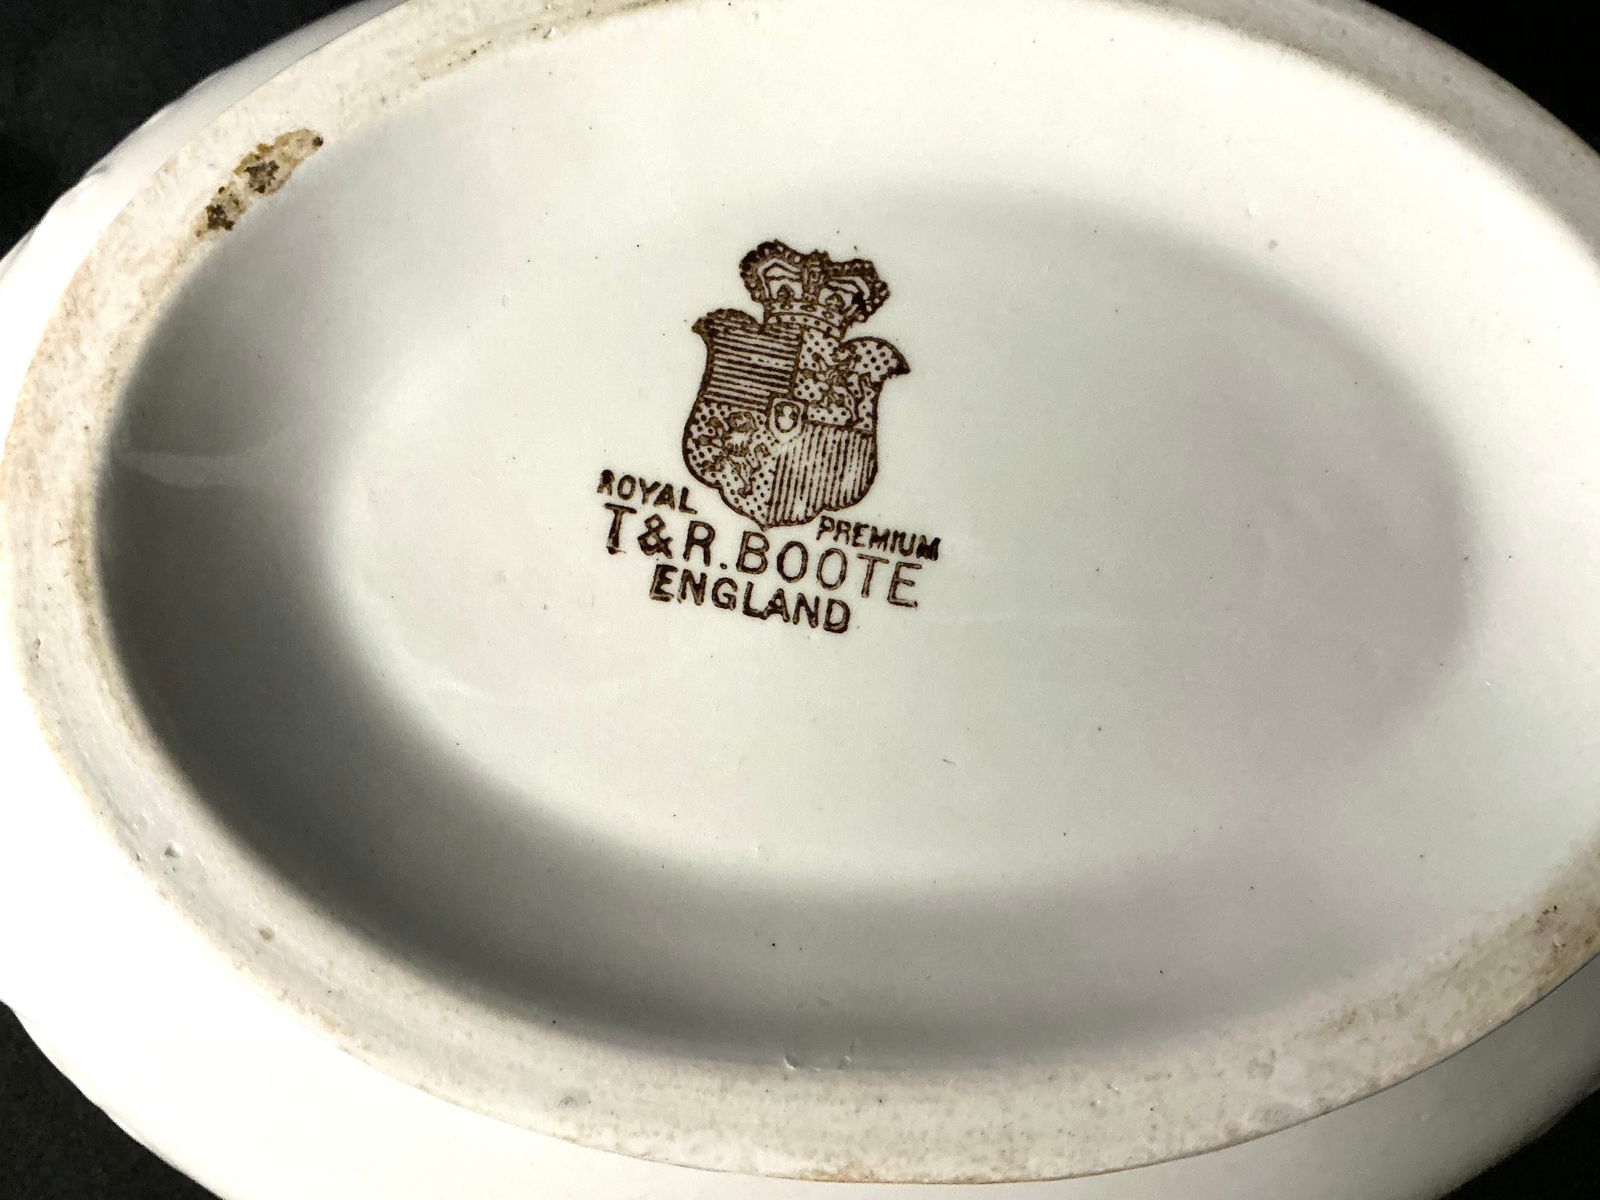 ROYAL PREMIUM
T & R. BOOTE
ENGLAND